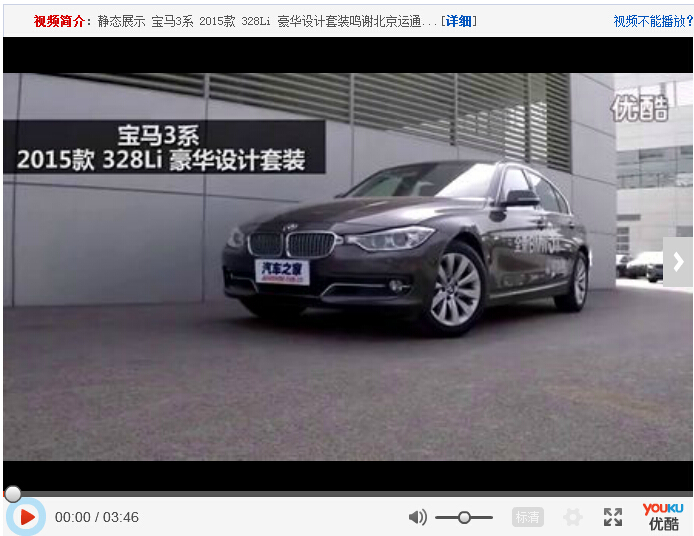 视频简介：静态展示 宝马3系 2015款 328Li 豪华设计套装鸣谢北京运通...[详细]
视频不能播放？
优酷
宝马3系
2015款 328Li 豪华设计套装
汽车之家
00:00 / 03:46
标清
YOUKU
优酷